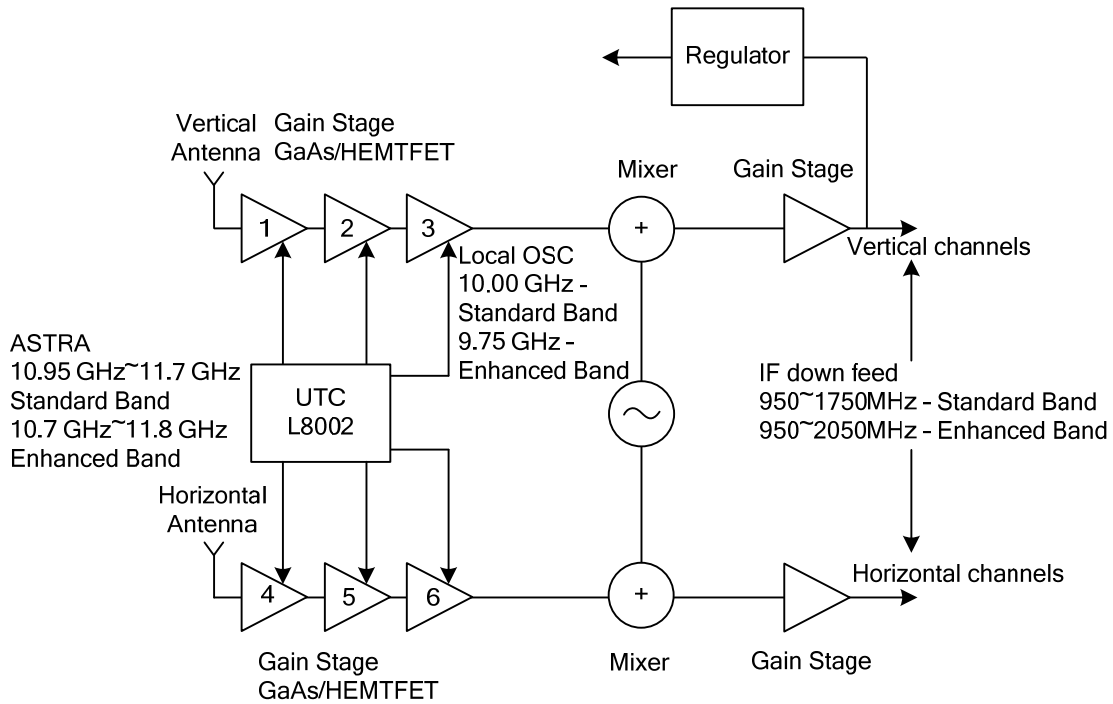 Regulator
Vertical
Antenna
Gain Stage
GaAs/HEMTFET
Mixer
Gain Stage
1
2
3
+
Vertical channels
Local OSC
10.00 GHz -
Standard Band
9.75 GHz -
Enhanced Band
ASTRA
10.95 GHz~11.7 GHz
Standard Band
10.7 GHz~11.8 GHz
Enhanced Band
UTC
L8002
IF down feed
950~1750MHz - Standard Band
950~2050MHz - Enhanced Band
Horizontal
Antenna
4
5
6
+
Horizontal channels
Gain Stage
GaAs/HEMTFET
Mixer
Gain Stage